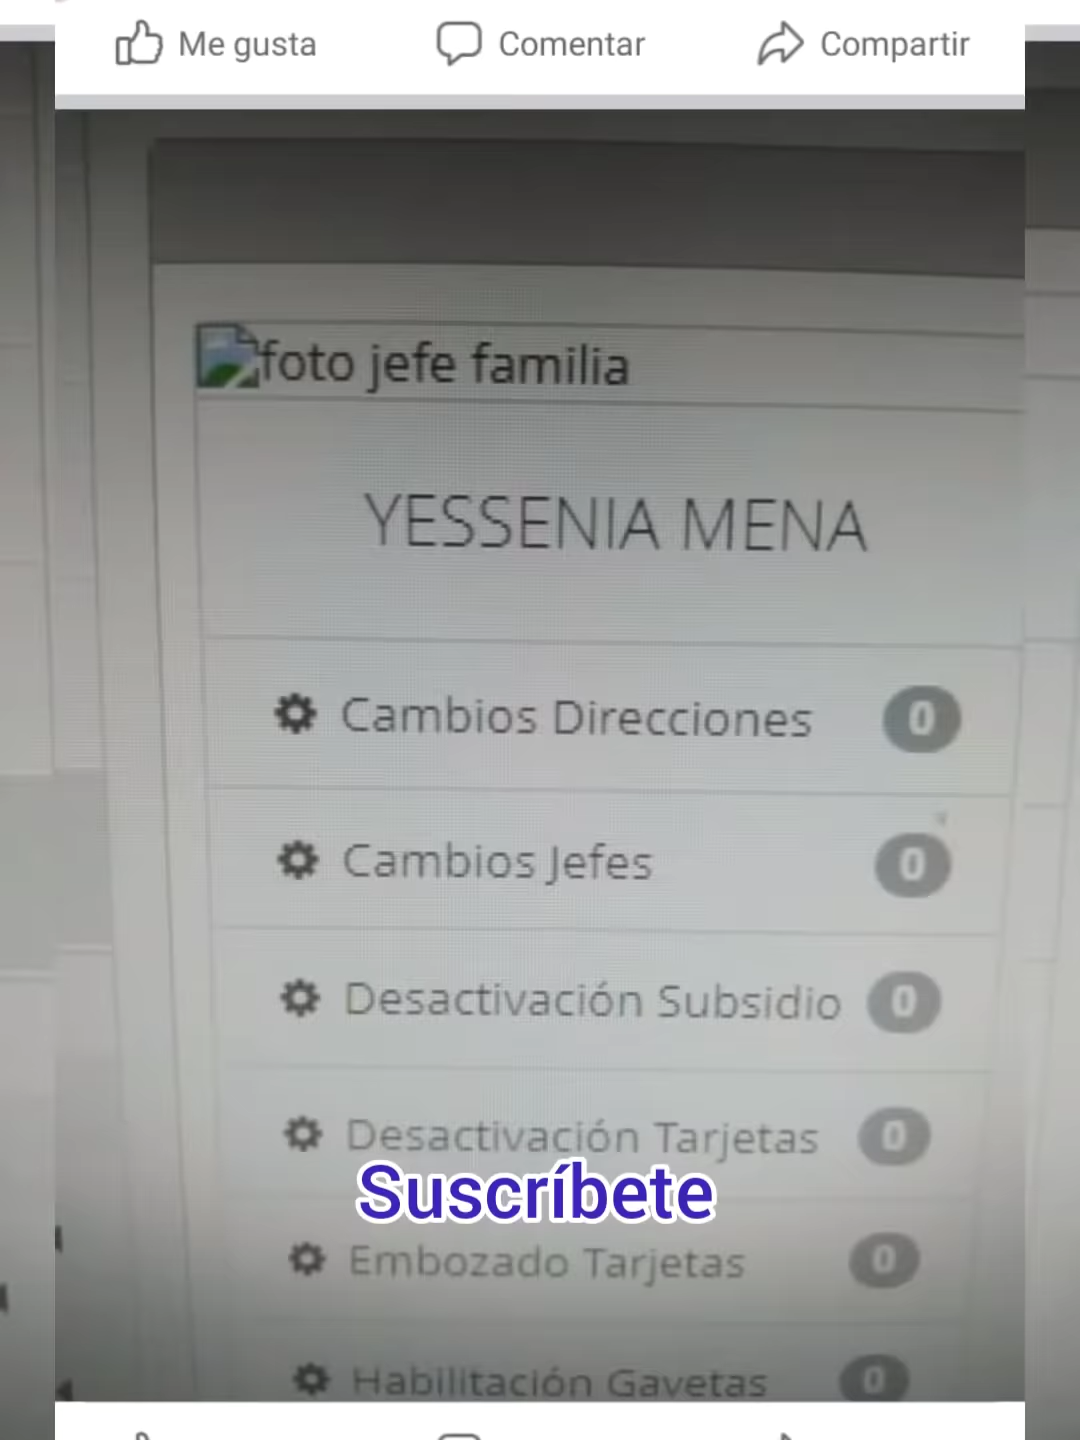 Me gusta Comentar Compartir
foto jefe familia
YESSENIA MENA
Cambios Direcciones 0
Cambios Jefes 0
Desactivación Subsidio 0
Desactivación Tarjetas 0
Suscríbete
Embozado Tarjetas 0
Habilitación Gavetas 0